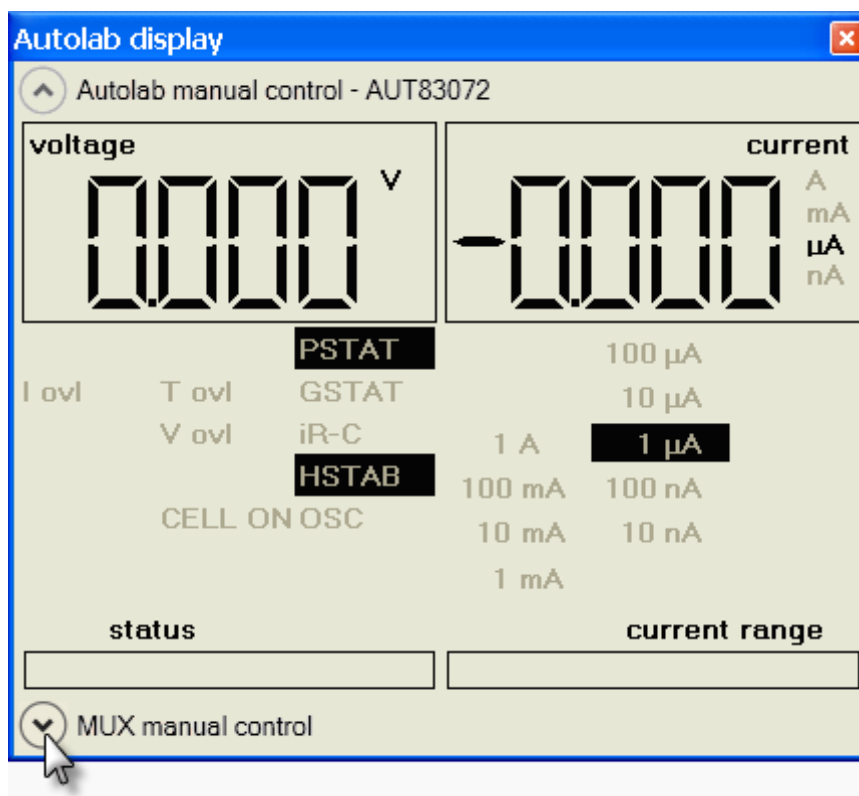 Autolab display
Autolab manual control - AUT83072
voltage
0.000 V
current
-0.000
A
mA
µA
nA
PSTAT
I ovl T ovl GSTAT
V ovl iR-C
HSTAB
CELL ON OSC
100 µA
10 µA
1 A 1 µA
100 mA 100 nA
10 mA 10 nA
1 mA
status
current range
MUX manual control